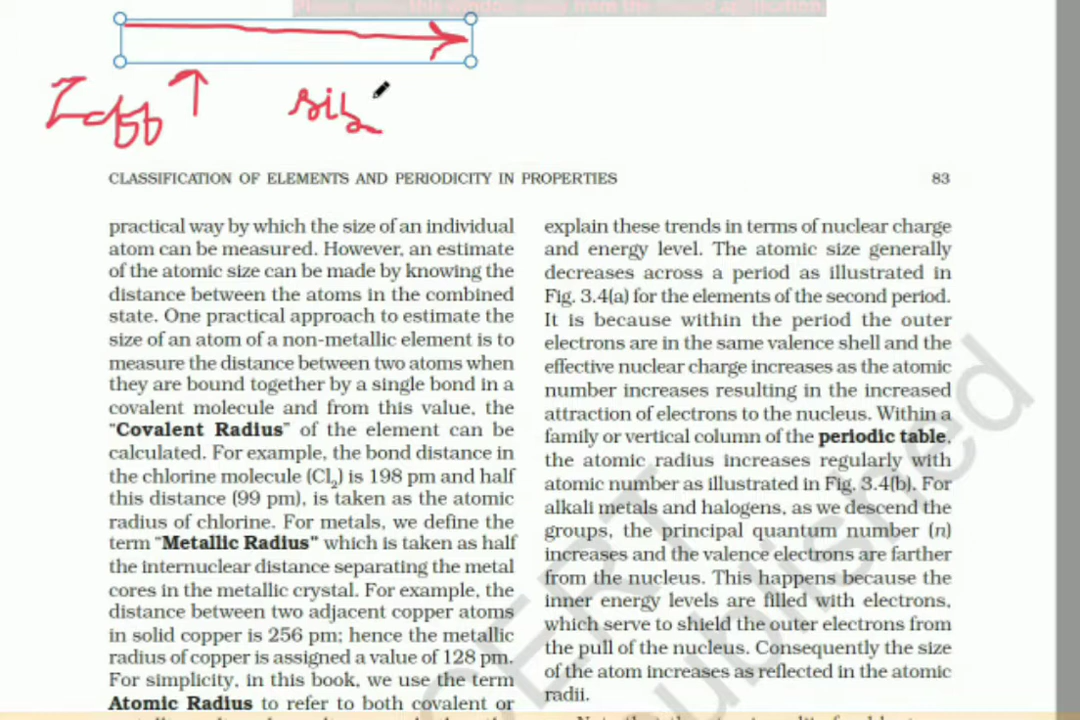 Please move this window away from the shared application.
Zeff ↑ siz
CLASSIFICATION OF ELEMENTS AND PERIODICITY IN PROPERTIES 83
practical way by which the size of an individual
atom can be measured. However, an estimate
of the atomic size can be made by knowing the
distance between the atoms in the combined
state. One practical approach to estimate the
size of an atom of a non-metallic element is to
measure the distance between two atoms when
they are bound together by a single bond in a
covalent molecule and from this value, the
"Covalent Radius" of the element can be
calculated. For example, the bond distance in
the chlorine molecule (Cl2) is 198 pm and half
this distance (99 pm), is taken as the atomic
radius of chlorine. For metals, we define the
term "Metallic Radius" which is taken as half
the internuclear distance separating the metal
cores in the metallic crystal. For example, the
distance between two adjacent copper atoms
in solid copper is 256 pm; hence the metallic
radius of copper is assigned a value of 128 pm.
For simplicity, in this book, we use the term
Atomic Radius to refer to both covalent or
explain these trends in terms of nuclear charge
and energy level. The atomic size generally
decreases across a period as illustrated in
Fig. 3.4(a) for the elements of the second period.
It is because within the period the outer
electrons are in the same valence shell and the
effective nuclear charge increases as the atomic
number increases resulting in the increased
attraction of electrons to the nucleus. Within a
family or vertical column of the periodic table,
the atomic radius increases regularly with
atomic number as illustrated in Fig. 3.4(b). For
alkali metals and halogens, as we descend the
groups, the principal quantum number (n)
increases and the valence electrons are farther
from the nucleus. This happens because the
inner energy levels are filled with electrons,
which serve to shield the outer electrons from
the pull of the nucleus. Consequently the size
of the atom increases as reflected in the atomic
radii.